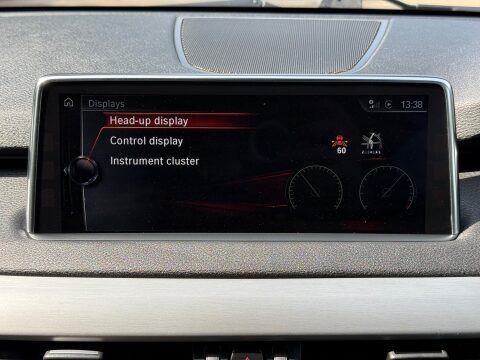 Displays
13:38
Head-up display
Control display
60
Instrument cluster